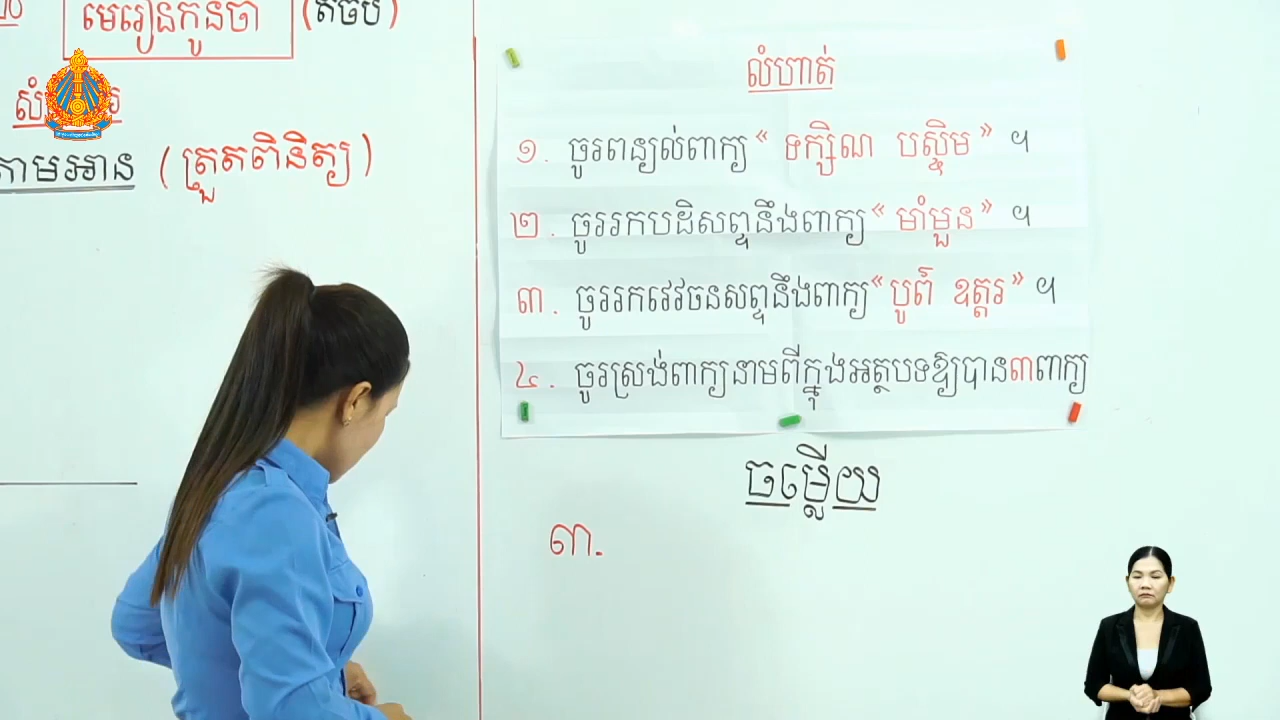 មេរៀនកូនចា (តចប់)
តាមអាន (ត្រួតពិនិត្យ)
លំហាត់
១. ចូរពន្យល់ពាក្យ “ ទក្សិណ បស្ចិម ” ។
២. ចូររកបដិសព្ទនឹងពាក្យ “ មាំមួន ” ។
៣. ចូររកវេវចនសព្ទនឹងពាក្យ “ បូព៌ ឧត្តរ ” ។
៤. ចូរស្រង់ពាក្យនាមពីក្នុងអត្ថបទឱ្យបាន៣ពាក្យ
ចម្លើយ
៣.